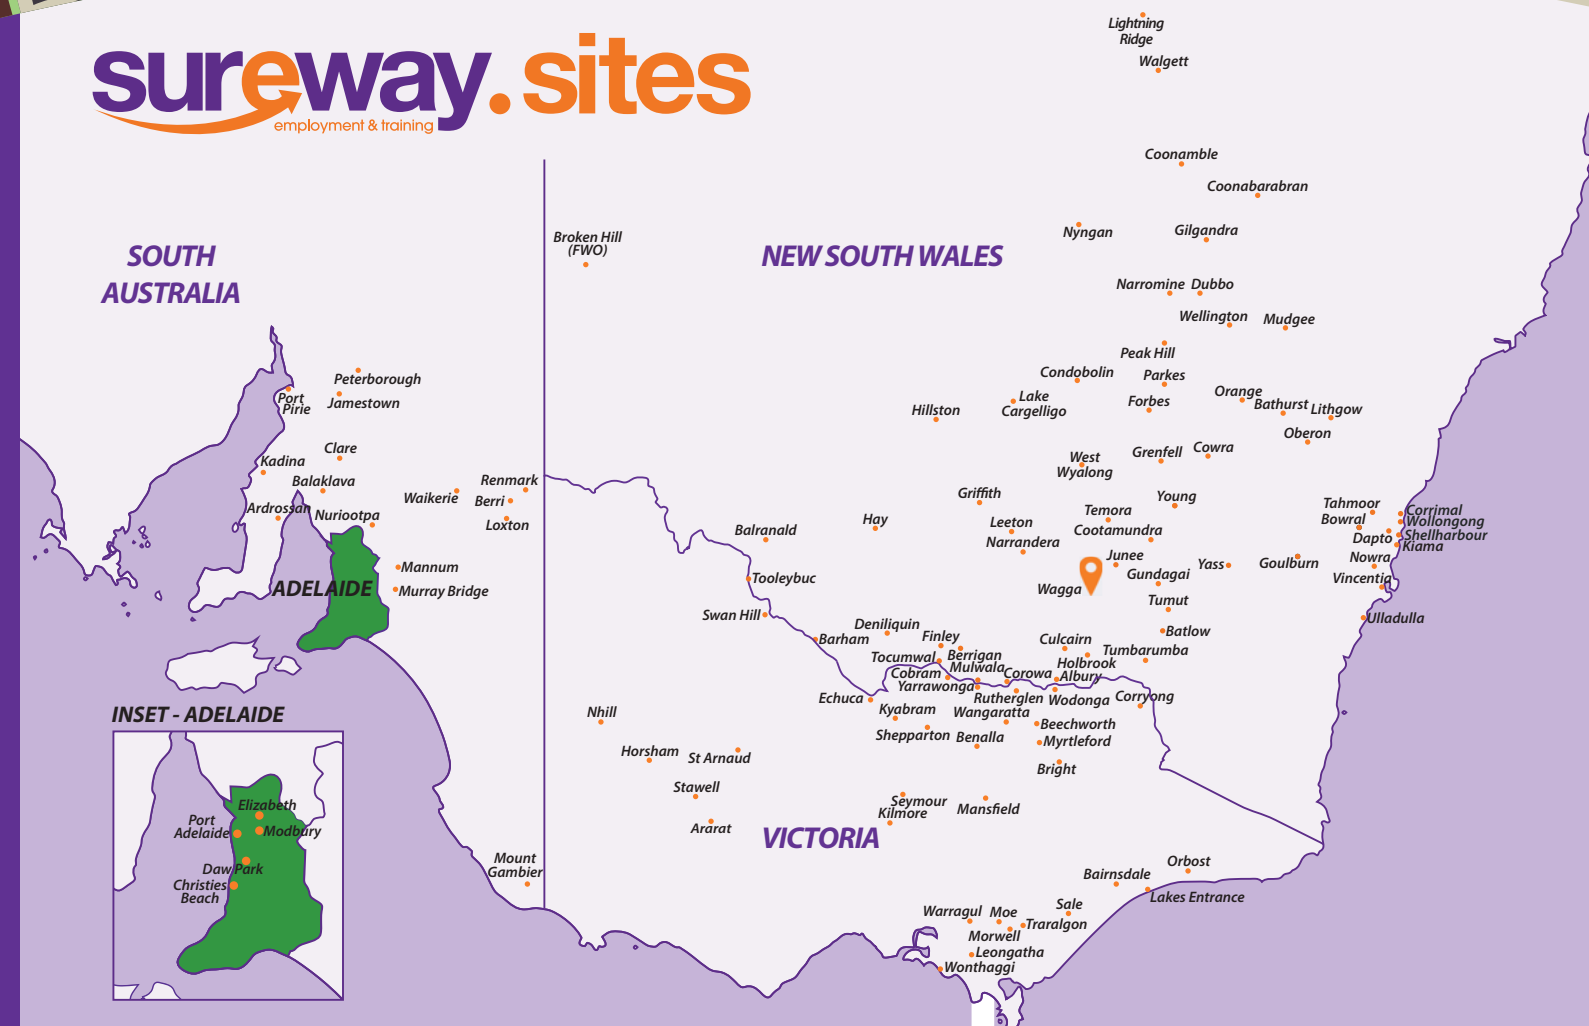 sureway.sites
employment & training
Lightning
Ridge
Walgett
Coonamble
Coonabarabran
Nyngan
Gilgandra
Broken Hill
(FWO)
SOUTH
AUSTRALIA
NEW SOUTH WALES
Narromine
Dubbo
Wellington
Mudgee
Peak Hill
Condobolin
Parkes
Peterborough
Jamestown
Port
Pirie
Lake
Cargelligo
Hillston
Forbes
Orange
Bathurst
Lithgow
Oberon
Clare
Kadina
Balaklava
Ardrossan
Nuriootpa
Waikerie
Renmark
Berri
Loxton
West
Wyalong
Grenfell
Cowra
Griffith
Young
Hay
Balranald
Leeton
Narrandera
Temora
Cootamundra
Tahmoor
Bowral
Corrimal
Wollongong
Dapto
Shellharbour
Kiama
Nowra
Vincentia
Ulladulla
Junee
Gundagai
Yass
Goulburn
Wagga
Tumut
Batlow
Tumbarumba
ADELAIDE
Mannum
Murray Bridge
Tooleybuc
Swan Hill
Barham
Deniliquin
Finley
Tocumwal
Berrigan
Culcairn
Holbrook
Cobram
Mulwala
Corowa
Albury
Yarrawonga
Rutherglen
Wodonga
Corryong
Echuca
Kyabram
Wangaratta
Shepparton
Benalla
Beechworth
Myrtleford
Bright
Nhill
Horsham
St Arnaud
Stawell
Ararat
Seymour
Kilmore
Mansfield
VICTORIA
Mount
Gambier
Orbost
Bairnsdale
Lakes Entrance
Sale
Warragul
Moe
Traralgon
Morwell
Leongatha
Wonthaggi
INSET - ADELAIDE
Elizabeth
Port
Adelaide
Modbury
Daw Park
Christies
Beach